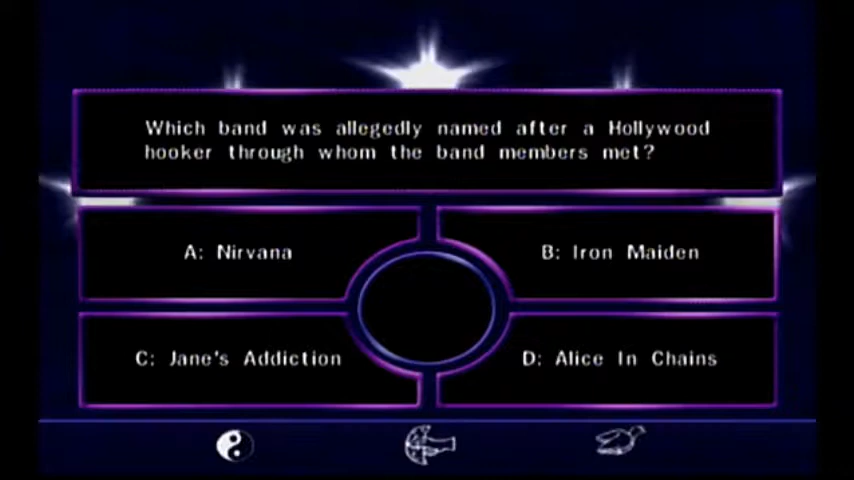 Which band was allegedly named after a Hollywood
hooker through whom the band members met?
A: Nirvana
B: Iron Maiden
C: Jane's Addiction
D: Alice In Chains